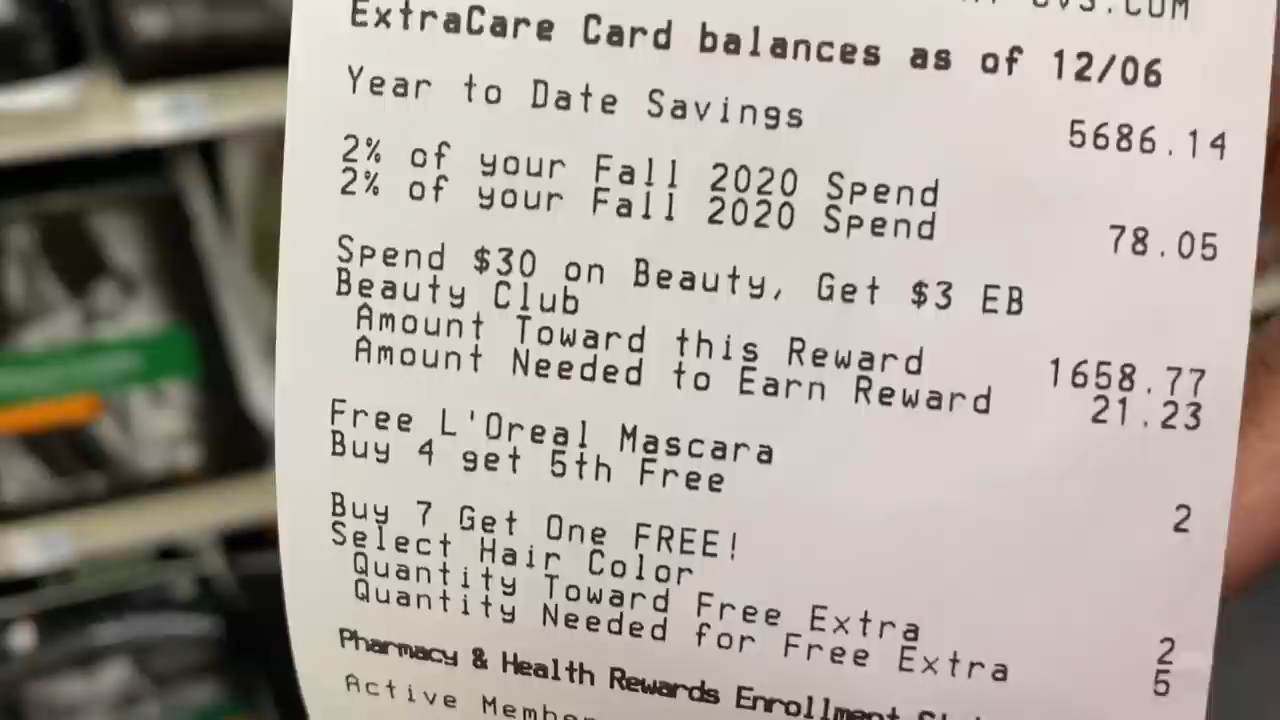 CVS.COM
ExtraCare Card balances as of 12/06
Year to Date Savings 5686.14
2% of your Fall 2020 Spend
2% of your Fall 2020 Spend 78.05
Spend $30 on Beauty, Get $3 EB
Beauty Club
Amount Toward this Reward 1658.77
Amount Needed to Earn Reward 21.23
Free L'Oreal Mascara
Buy 4 get 5th Free 2
Buy 7 Get One FREE!
Select Hair Color
Quantity Toward Free Extra 2
Quantity Needed for Free Extra 5
Pharmacy & Health Rewards Enrollment
Active